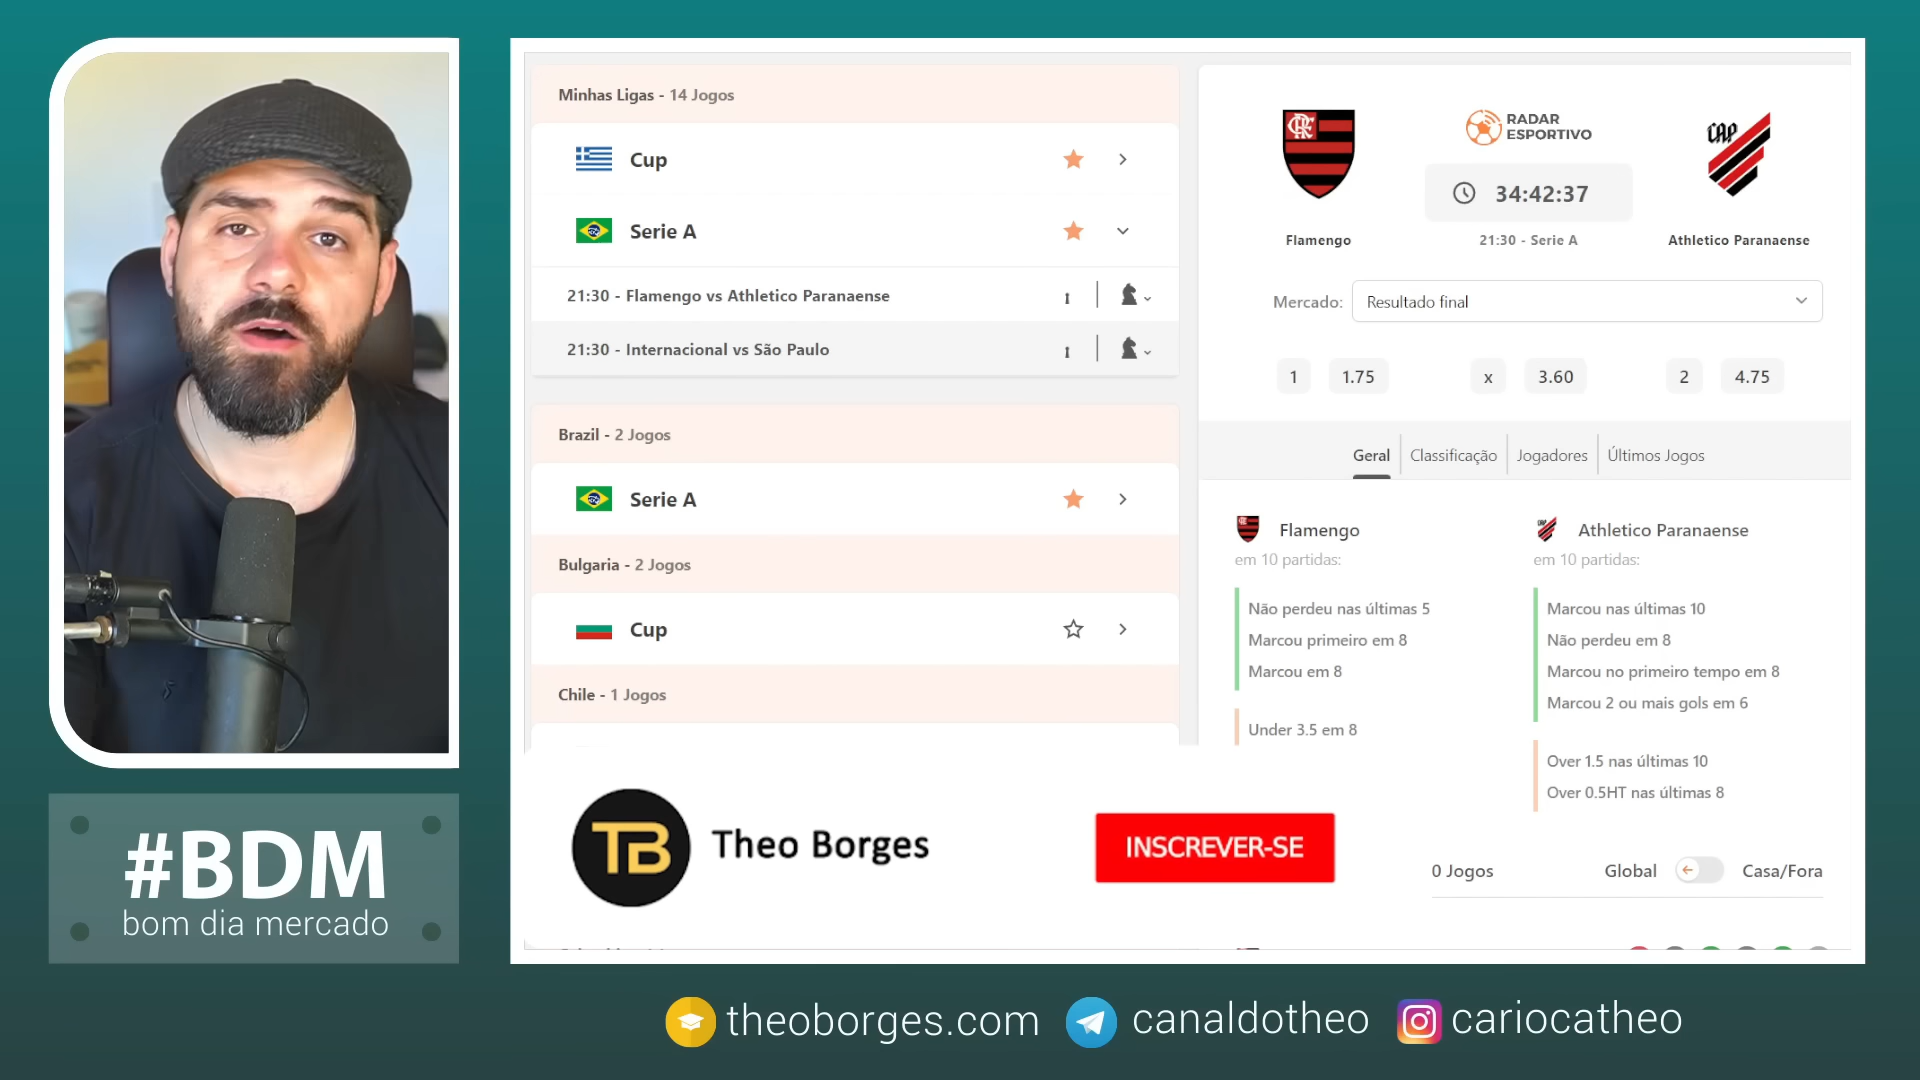 Minhas Ligas - 14 Jogos
Cup
Serie A
21:30 - Flamengo vs Athletico Paranaense
21:30 - Internacional vs São Paulo
Brazil - 2 Jogos
Serie A
Bulgaria - 2 Jogos
Cup
Chile - 1 Jogos
RADAR
ESPORTIVO
CAP
34:42:37
Flamengo
21:30 - Serie A
Athletico Paranaense
Mercado: Resultado final
1 1.75 x 3.60 2 4.75
Geral Classificação Jogadores Últimos Jogos
Flamengo
em 10 partidas:
Não perdeu nas últimas 5
Marcou primeiro em 8
Marcou em 8
Under 3.5 em 8
Athletico Paranaense
em 10 partidas:
Marcou nas últimas 10
Não perdeu em 8
Marcou no primeiro tempo em 8
Marcou 2 ou mais gols em 6
Over 1.5 nas últimas 10
Over 0.5HT nas últimas 8
0 Jogos Global Casa/Fora
TB Theo Borges
INSCREVER-SE
#BDM
bom dia mercado
theoborges.com canaldotheo cariocatheo